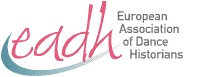 eadh
European
Association
of Dance
Historians